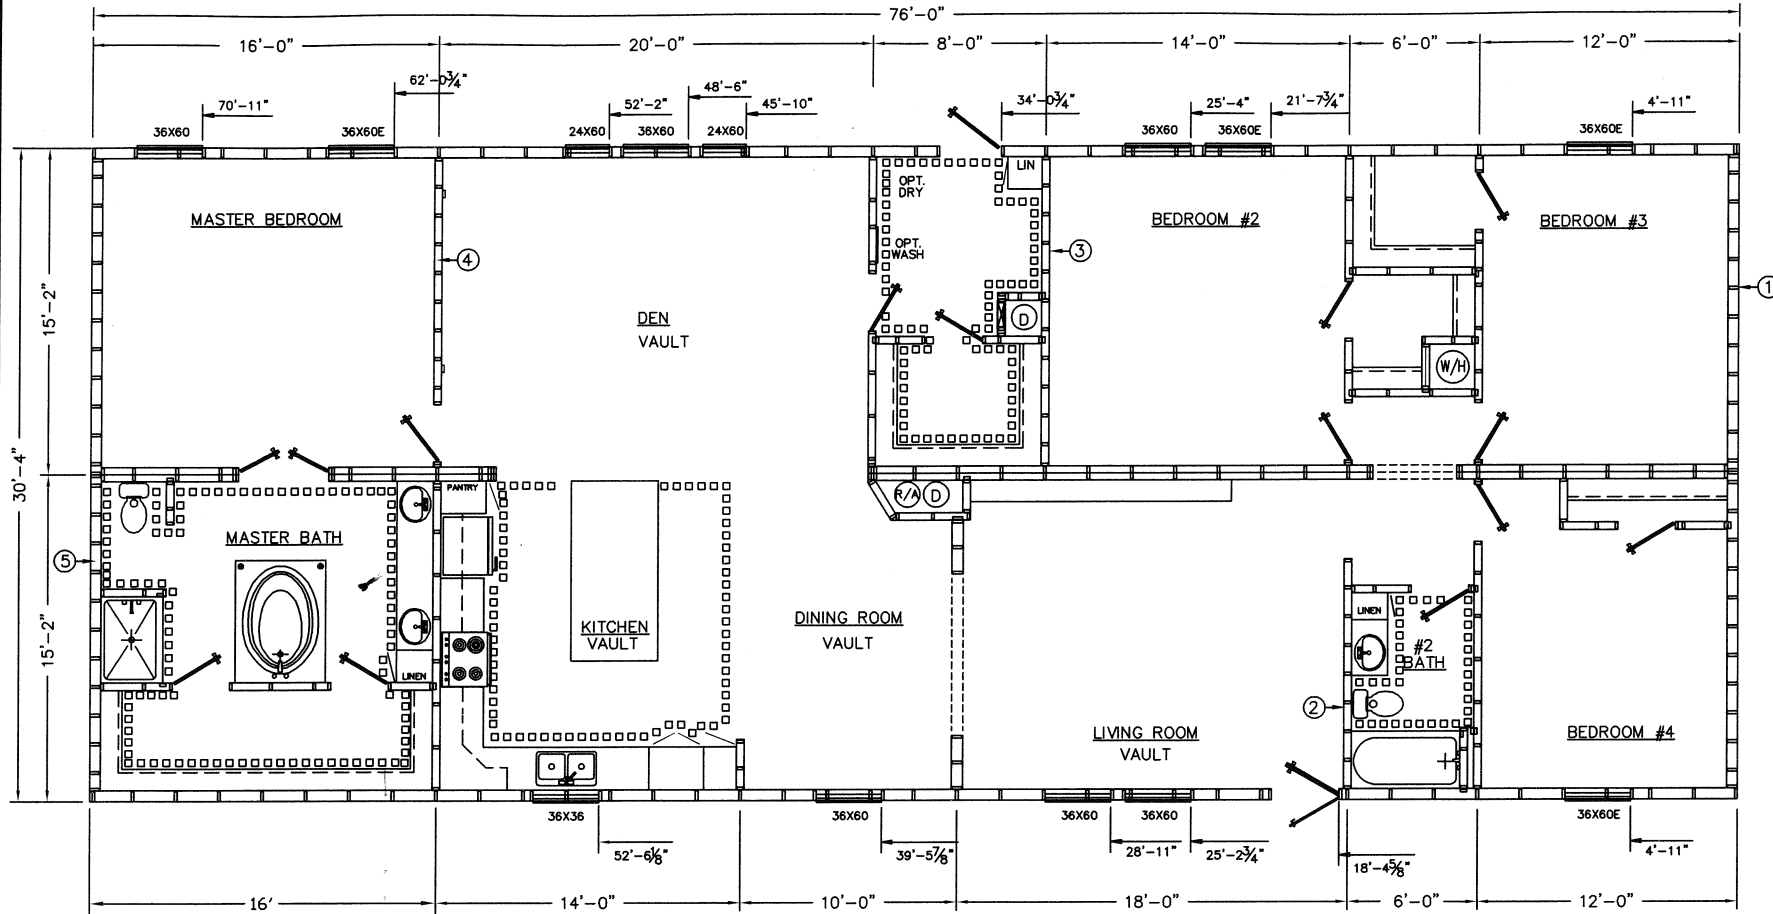 76'-0"
16'-0"
20'-0"
8'-0"
14'-0"
6'-0"
12'-0"
70'-11"
62'-0¾"
52'-2"
48'-6"
45'-10"
34'-0¾"
25'-4"
21'-7¾"
4'-11"
36X60
36X60E
24X60
36X60
24X60
36X60
36X60E
36X60E
MASTER BEDROOM
OPT.
DRY
LIN
BEDROOM #2
BEDROOM #3
OPT.
WASH
4
3
1
15'-2"
DEN
VAULT
D
W/H
30'-4"
PANTRY
R/A
D
MASTER BATH
5
15'-2"
KITCHEN
VAULT
DINING ROOM
VAULT
LINEN
#2
BATH
LINEN
2
LIVING ROOM
VAULT
BEDROOM #4
36X36
36X60
36X60
36X60
36X60E
52'-6⅛"
39'-5⅞"
28'-11"
25'-2¾"
18'-4⅝"
4'-11"
16'
14'-0"
10'-0"
18'-0"
6'-0"
12'-0"